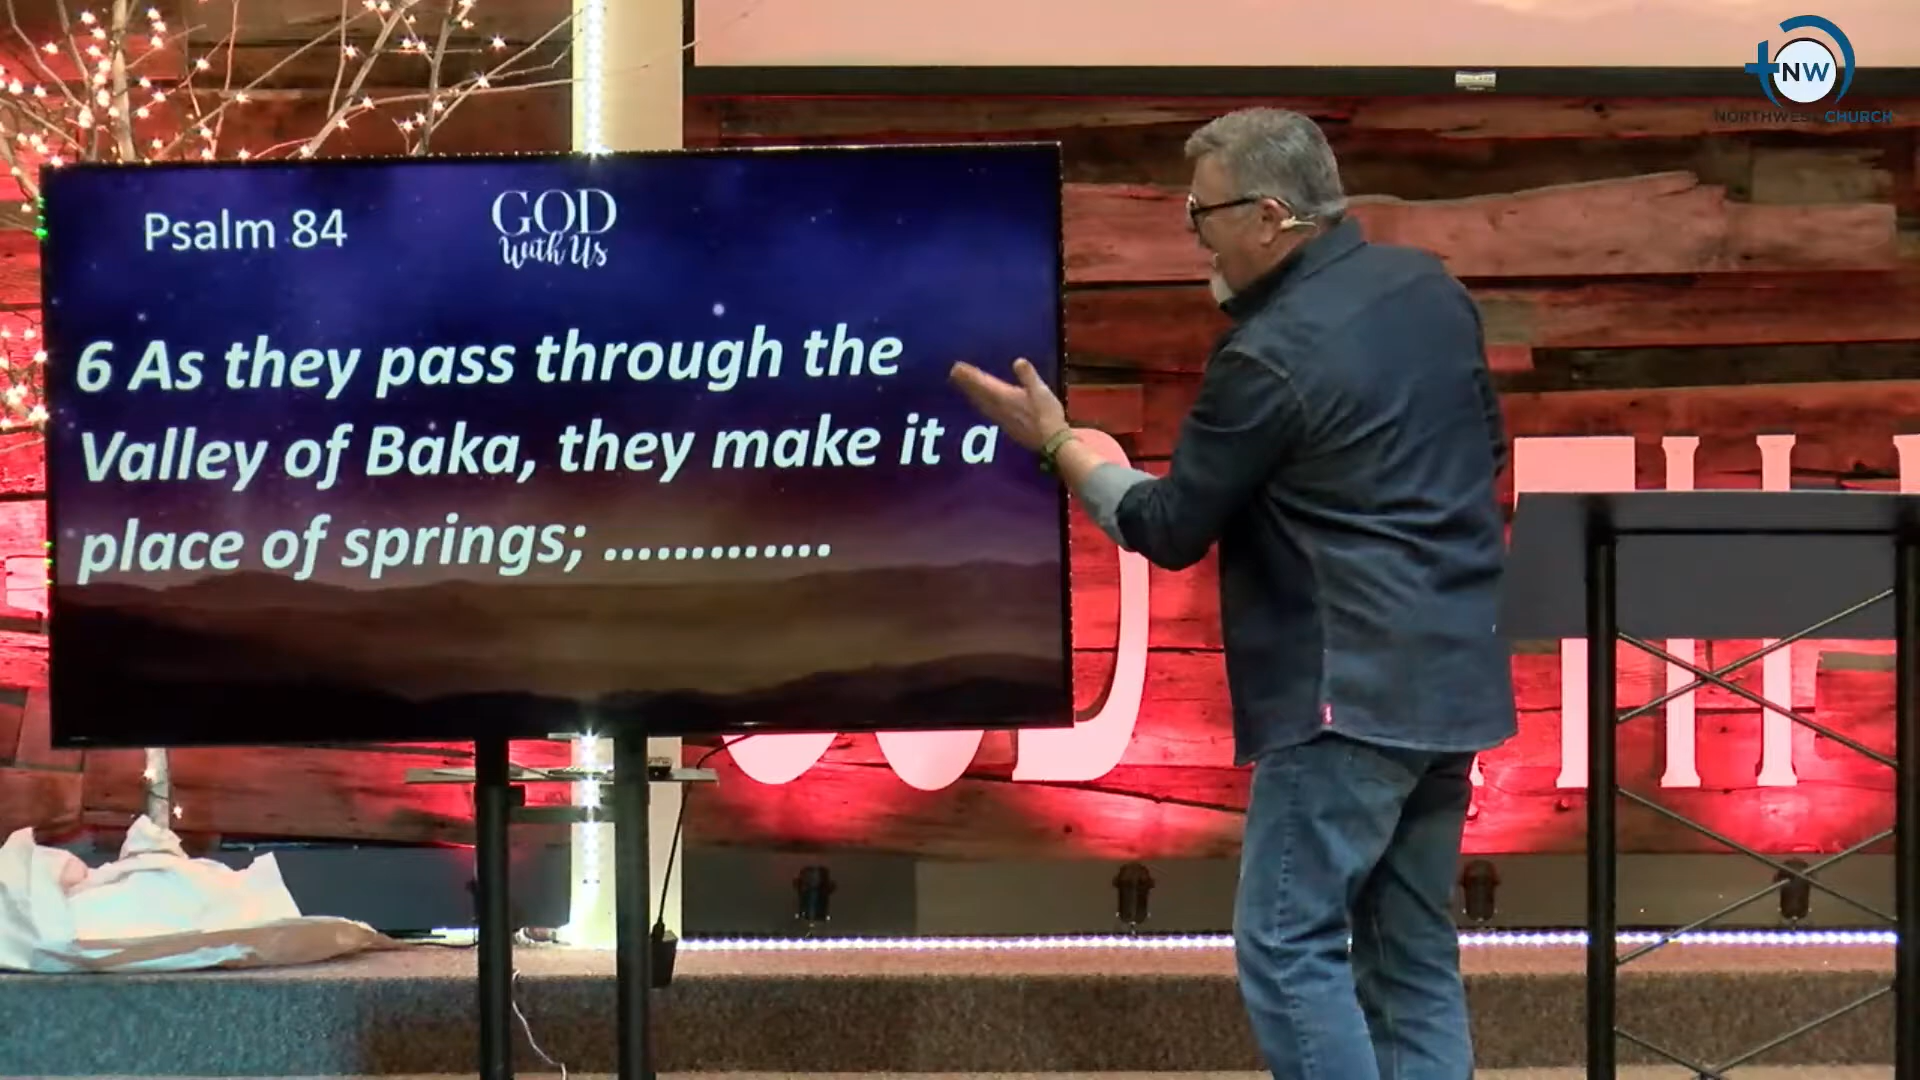 NW
NORTHWEST CHURCH
Psalm 84
GOD
With Us
6 As they pass through the
Valley of Baka, they make it a
place of springs; .............